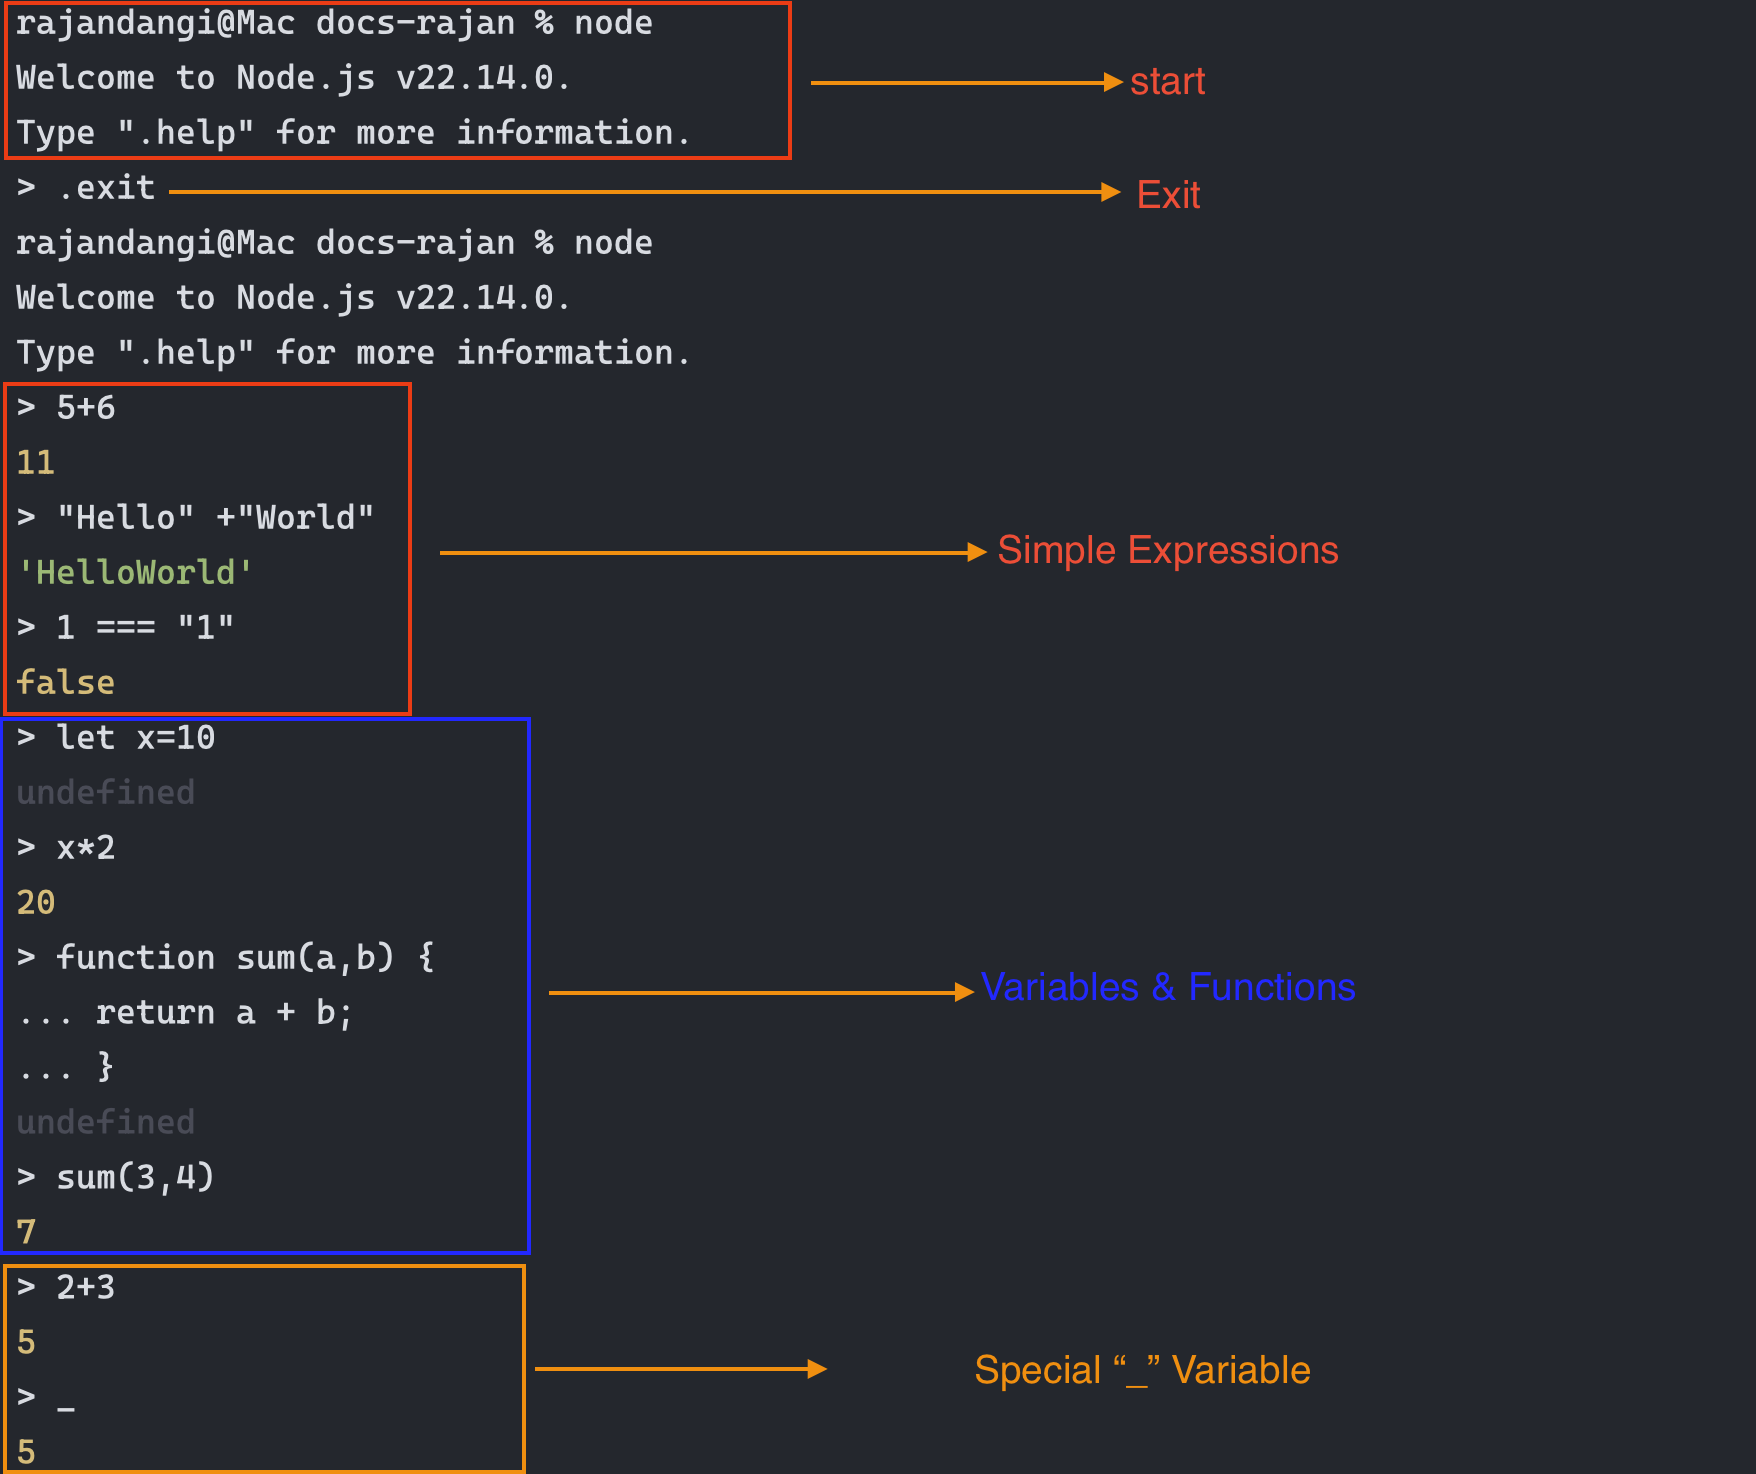 rajandangi@Mac docs-rajan % node
Welcome to Node.js v22.14.0.
start
Type ".help" for more information.
> .exit
Exit
rajandangi@Mac docs-rajan % node
Welcome to Node.js v22.14.0.
Type ".help" for more information.
> 5+6
11
> "Hello" +"World"
Simple Expressions
'HelloWorld'
> 1 === "1"
false
> let x=10
undefined
> x*2
20
> function sum(a,b) {
Variables & Functions
... return a + b;
... }
undefined
> sum(3,4)
7
> 2+3
5
Special “_” Variable
> _
5